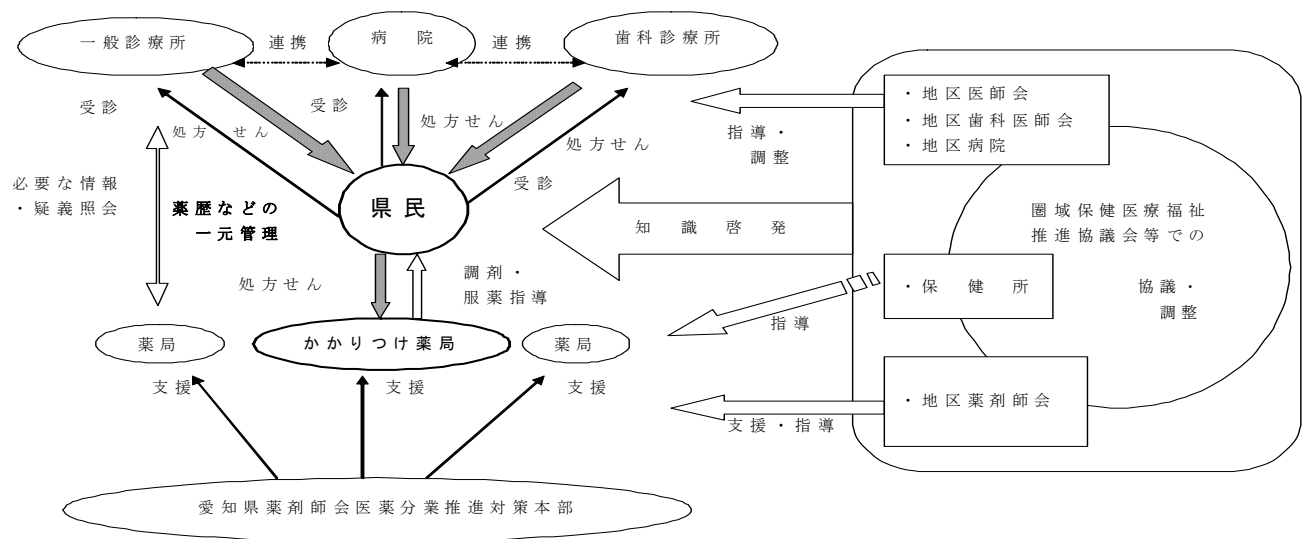 一般診療所
連携
病　院
連携
歯科診療所
受診
受診
処方せん
処方せん
処方せん
受診
・地区医師会
・地区歯科医師会
・地区病院
指導・
調整
必要な情報
・疑義照会
薬歴などの
一元管理
県民
知識啓発
圏域保健医療福祉
推進協議会等での
協議・
調整
処方せん
調剤・
服薬指導
・保　健　所
指導
薬局
かかりつけ薬局
薬局
支援
支援
支援
・地区薬剤師会
支援・指導
愛知県薬剤師会医薬分業推進対策本部